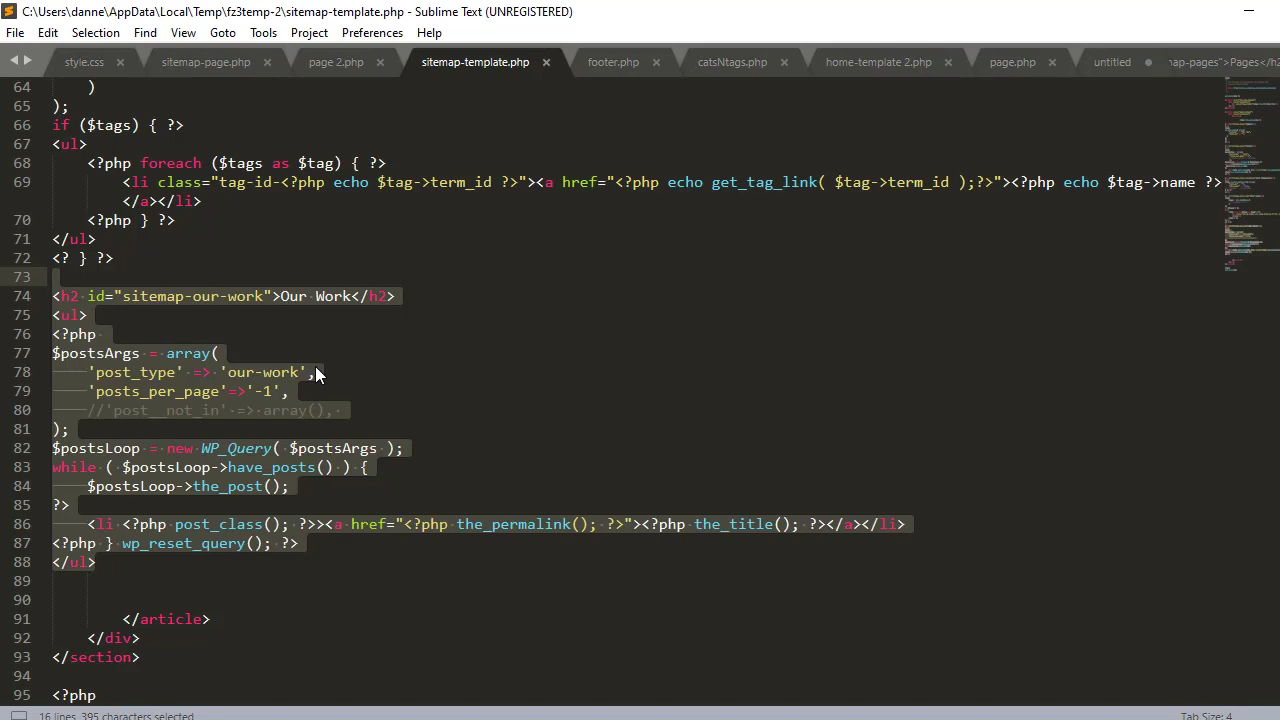 C:\Users\danne\AppData\Local\Temp\fz3temp-2\sitemap-template.php - Sublime Text (UNREGISTERED)
File Edit Selection Find View Goto Tools Project Preferences Help
style.css sitemap-page.php page 2.php sitemap-template.php footer.php catsNtags.php home-template 2.php page.php untitled map-pages">Pages</h2
64 )
65 );
66 if ($tags) { ?>
67 <ul>
68 <?php foreach ($tags as $tag) { ?>
69 <li class="tag-id-<?php echo $tag->term_id ?>"><a href="<?php echo get_tag_link( $tag->term_id );?>"><?php echo $tag->name ?>
</a></li>
70 <?php } ?>
71 </ul>
72 <? } ?>
73
74 <h2 id="sitemap-our-work">Our Work</h2>
75 <ul>
76 <?php
77 $postsArgs = array(
78 'post_type' => 'our-work',
79 'posts_per_page'=>'-1',
80 //'post__not_in' => array(),
81 );
82 $postsLoop = new WP_Query( $postsArgs );
83 while ( $postsLoop->have_posts() ) {
84 $postsLoop->the_post();
85 ?>
86 <li <?php post_class(); ?>><a href="<?php the_permalink(); ?>"><?php the_title(); ?></a></li>
87 <?php } wp_reset_query(); ?>
88 </ul>
89
90
91 </article>
92 </div>
93 </section>
94
95 <?php
16 lines, 395 characters selected Tab Size: 4